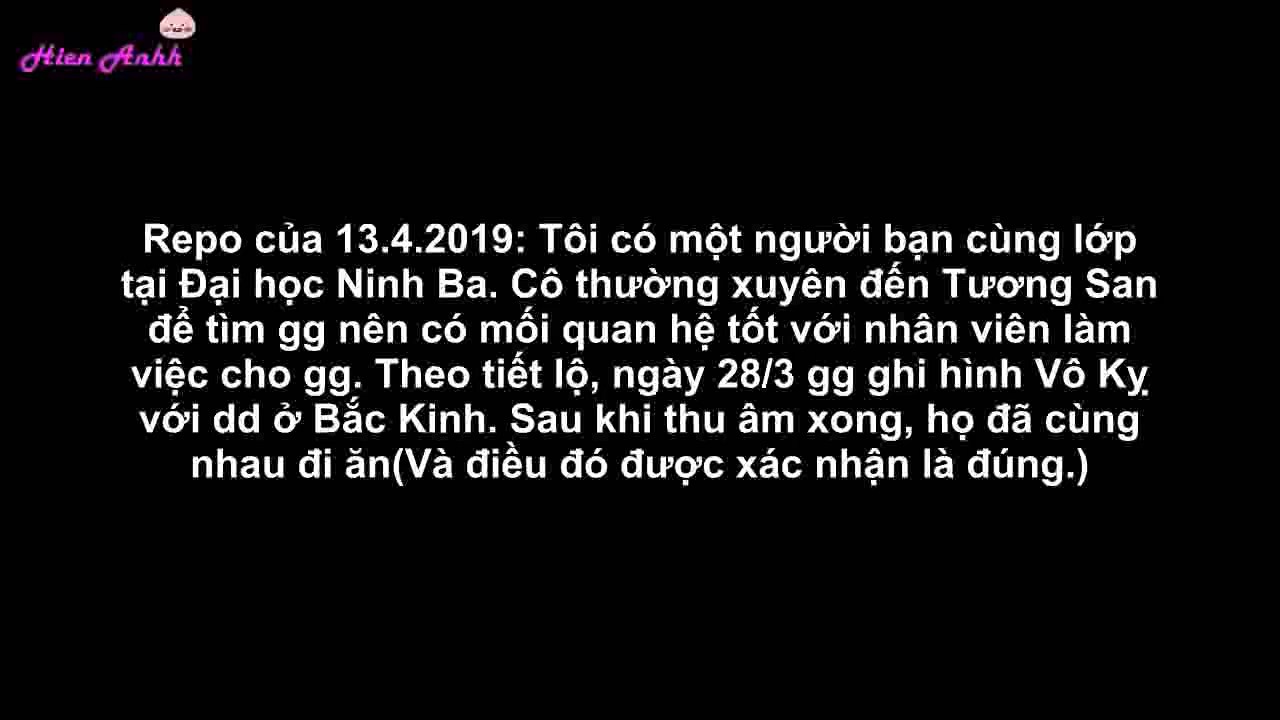 Hien Anhh
Repo của 13.4.2019: Tôi có một người bạn cùng lớp
tại Đại học Ninh Ba. Cô thường xuyên đến Tương San
để tìm gg nên có mối quan hệ tốt với nhân viên làm
việc cho gg. Theo tiết lộ, ngày 28/3 gg ghi hình Vô Kỵ
với dd ở Bắc Kinh. Sau khi thu âm xong, họ đã cùng
nhau đi ăn(Và điều đó được xác nhận là đúng.)